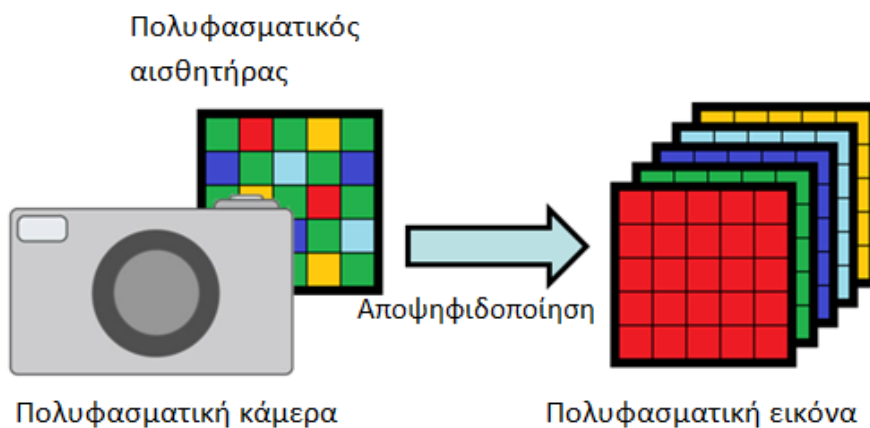 Πολυφασματικός
αισθητήρας
Αποψηφιδοποίηση
Πολυφασματική κάμερα
Πολυφασματική εικόνα